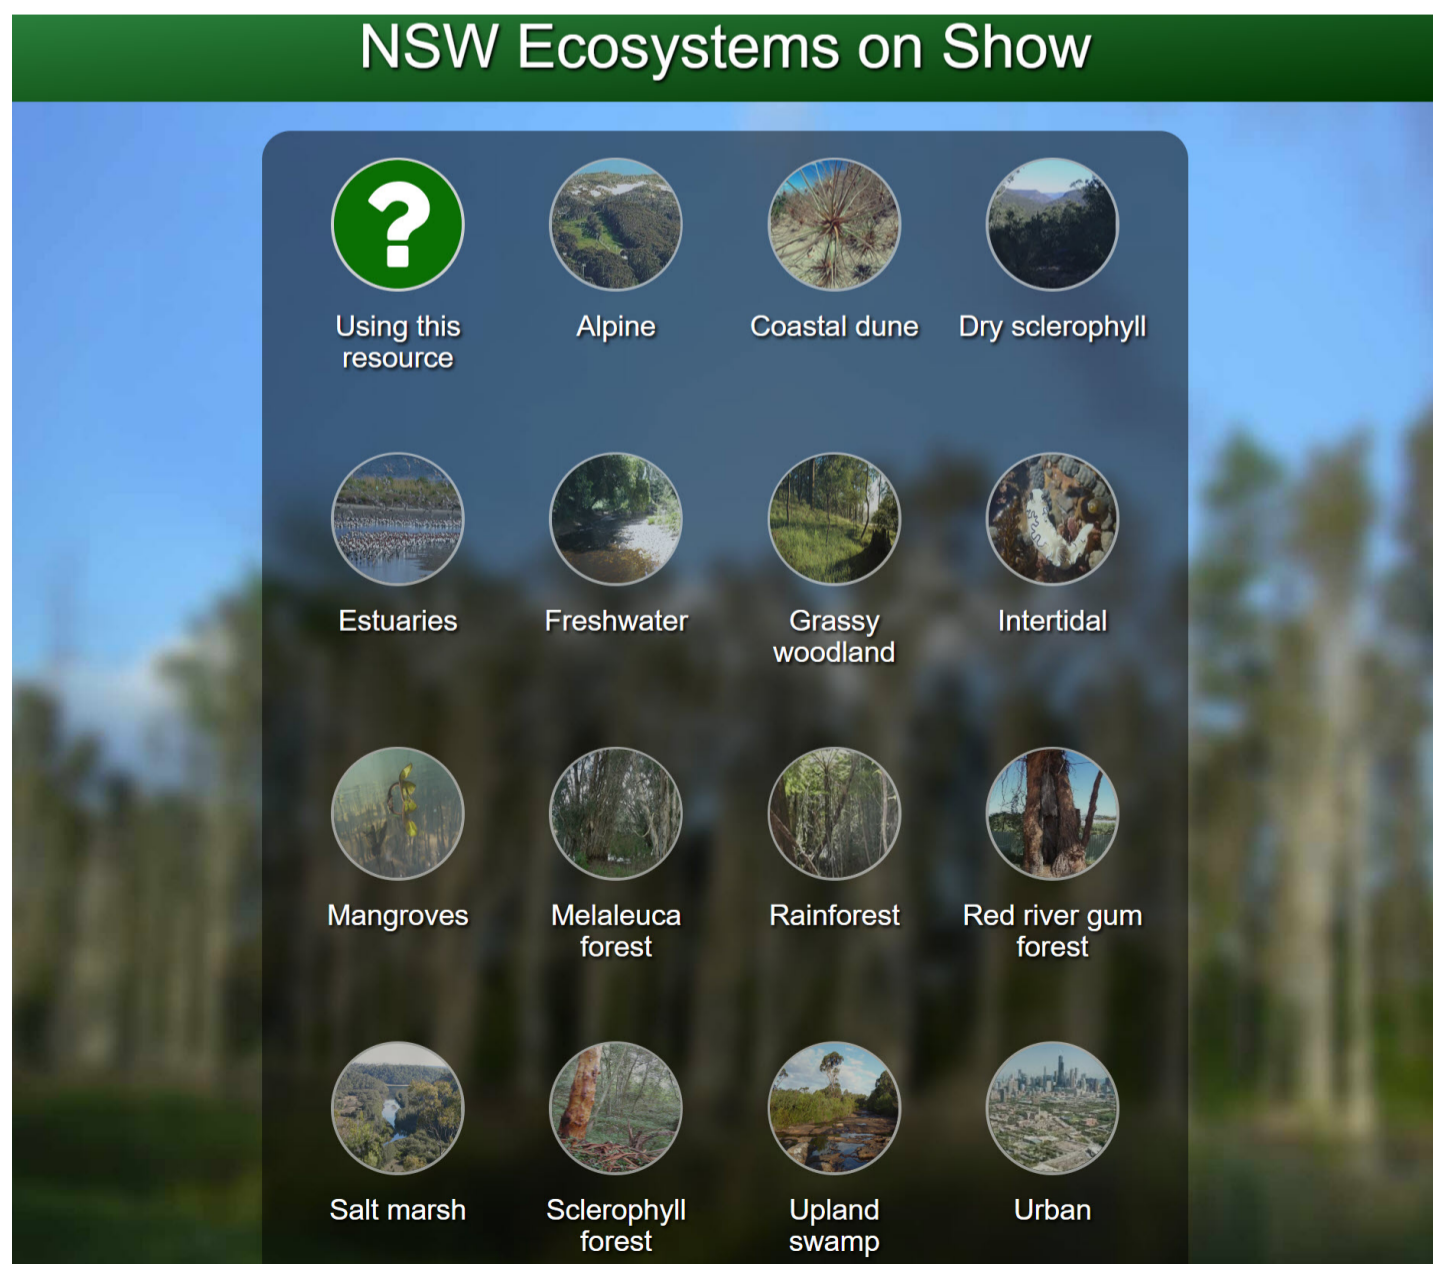 NSW Ecosystems on Show
?
Using this
resource
Alpine
Coastal dune
Dry sclerophyll
Estuaries
Freshwater
Grassy
woodland
Intertidal
Mangroves
Melaleuca
forest
Rainforest
Red river gum
forest
Salt marsh
Sclerophyll
forest
Upland
swamp
Urban